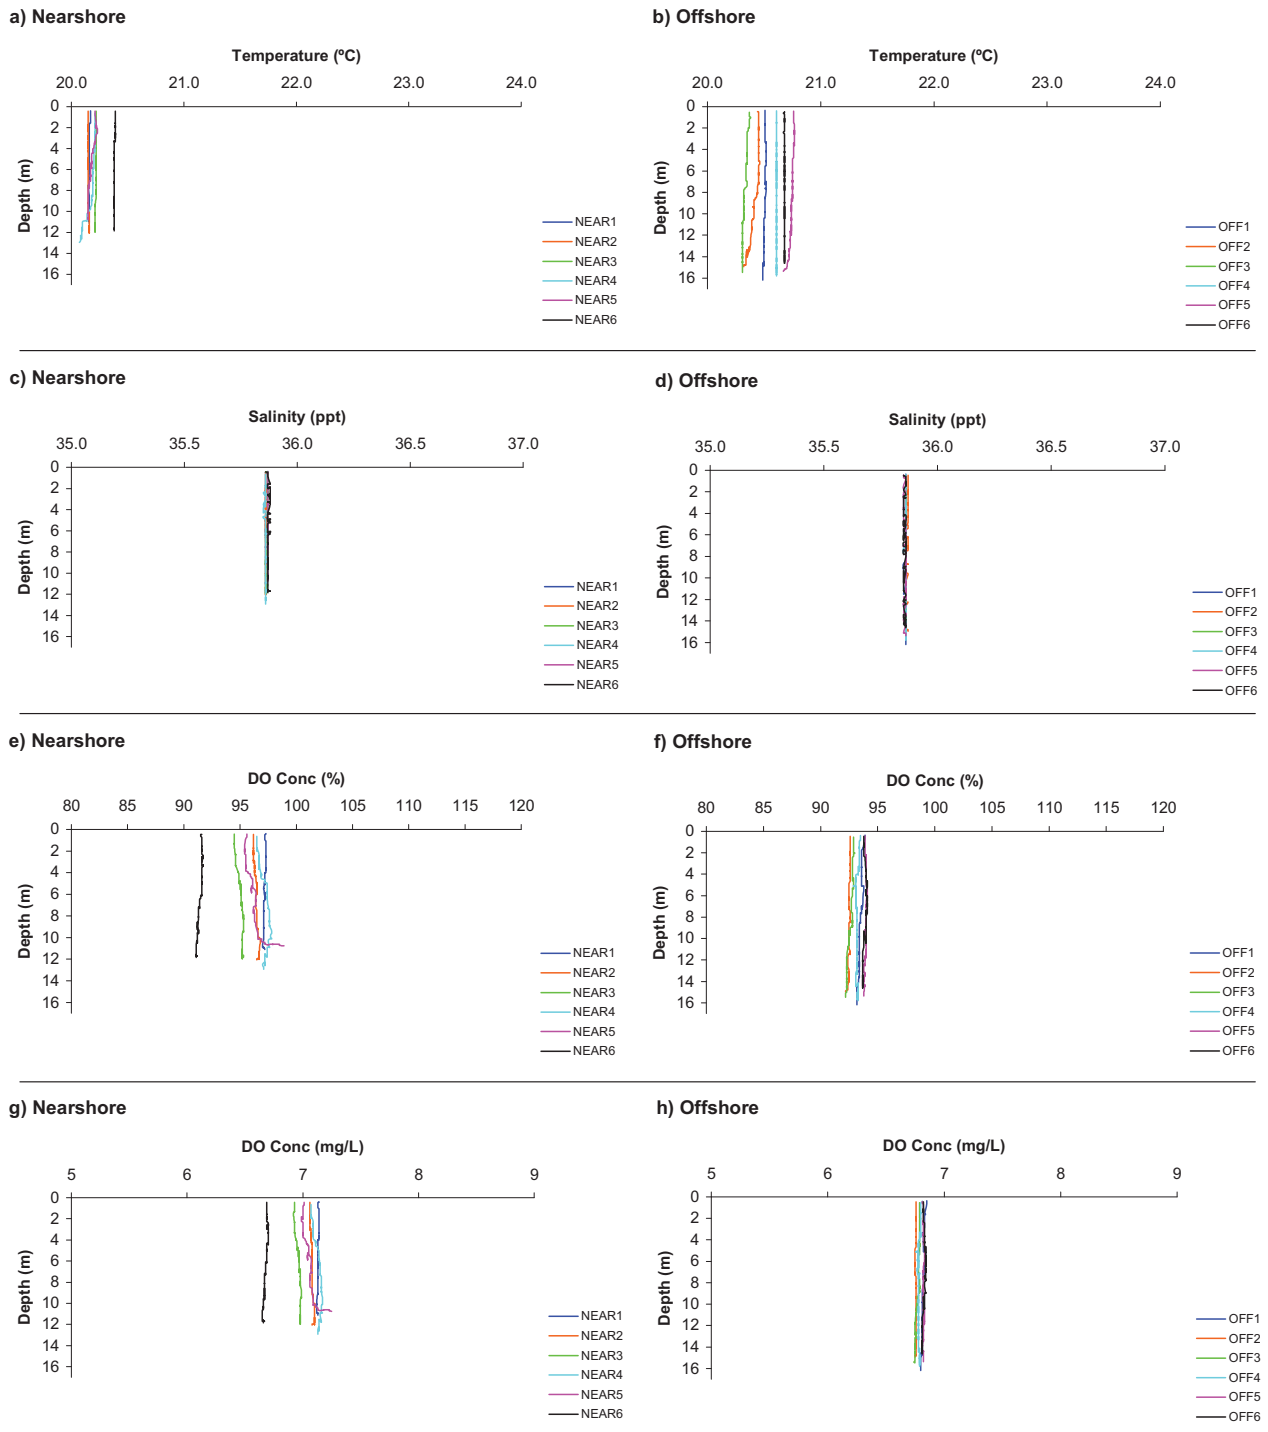 a) Nearshore
b) Offshore
Temperature (ºC)
Temperature (ºC)
20.0 21.0 22.0 23.0 24.0
20.0 21.0 22.0 23.0 24.0
Depth (m)
0
2
4
6
8
10
12
14
16
NEAR1
NEAR2
NEAR3
NEAR4
NEAR5
NEAR6
Depth (m)
0
2
4
6
8
10
12
14
16
OFF1
OFF2
OFF3
OFF4
OFF5
OFF6
c) Nearshore
d) Offshore
Salinity (ppt)
Salinity (ppt)
35.0 35.5 36.0 36.5 37.0
35.0 35.5 36.0 36.5 37.0
Depth (m)
0
2
4
6
8
10
12
14
16
NEAR1
NEAR2
NEAR3
NEAR4
NEAR5
NEAR6
Depth (m)
0
2
4
6
8
10
12
14
16
OFF1
OFF2
OFF3
OFF4
OFF5
OFF6
e) Nearshore
f) Offshore
DO Conc (%)
DO Conc (%)
80 85 90 95 100 105 110 115 120
80 85 90 95 100 105 110 115 120
Depth (m)
0
2
4
6
8
10
12
14
16
NEAR1
NEAR2
NEAR3
NEAR4
NEAR5
NEAR6
Depth (m)
0
2
4
6
8
10
12
14
16
OFF1
OFF2
OFF3
OFF4
OFF5
OFF6
g) Nearshore
h) Offshore
DO Conc (mg/L)
DO Conc (mg/L)
5 6 7 8 9
5 6 7 8 9
Depth (m)
0
2
4
6
8
10
12
14
16
NEAR1
NEAR2
NEAR3
NEAR4
NEAR5
NEAR6
Depth (m)
0
2
4
6
8
10
12
14
16
OFF1
OFF2
OFF3
OFF4
OFF5
OFF6